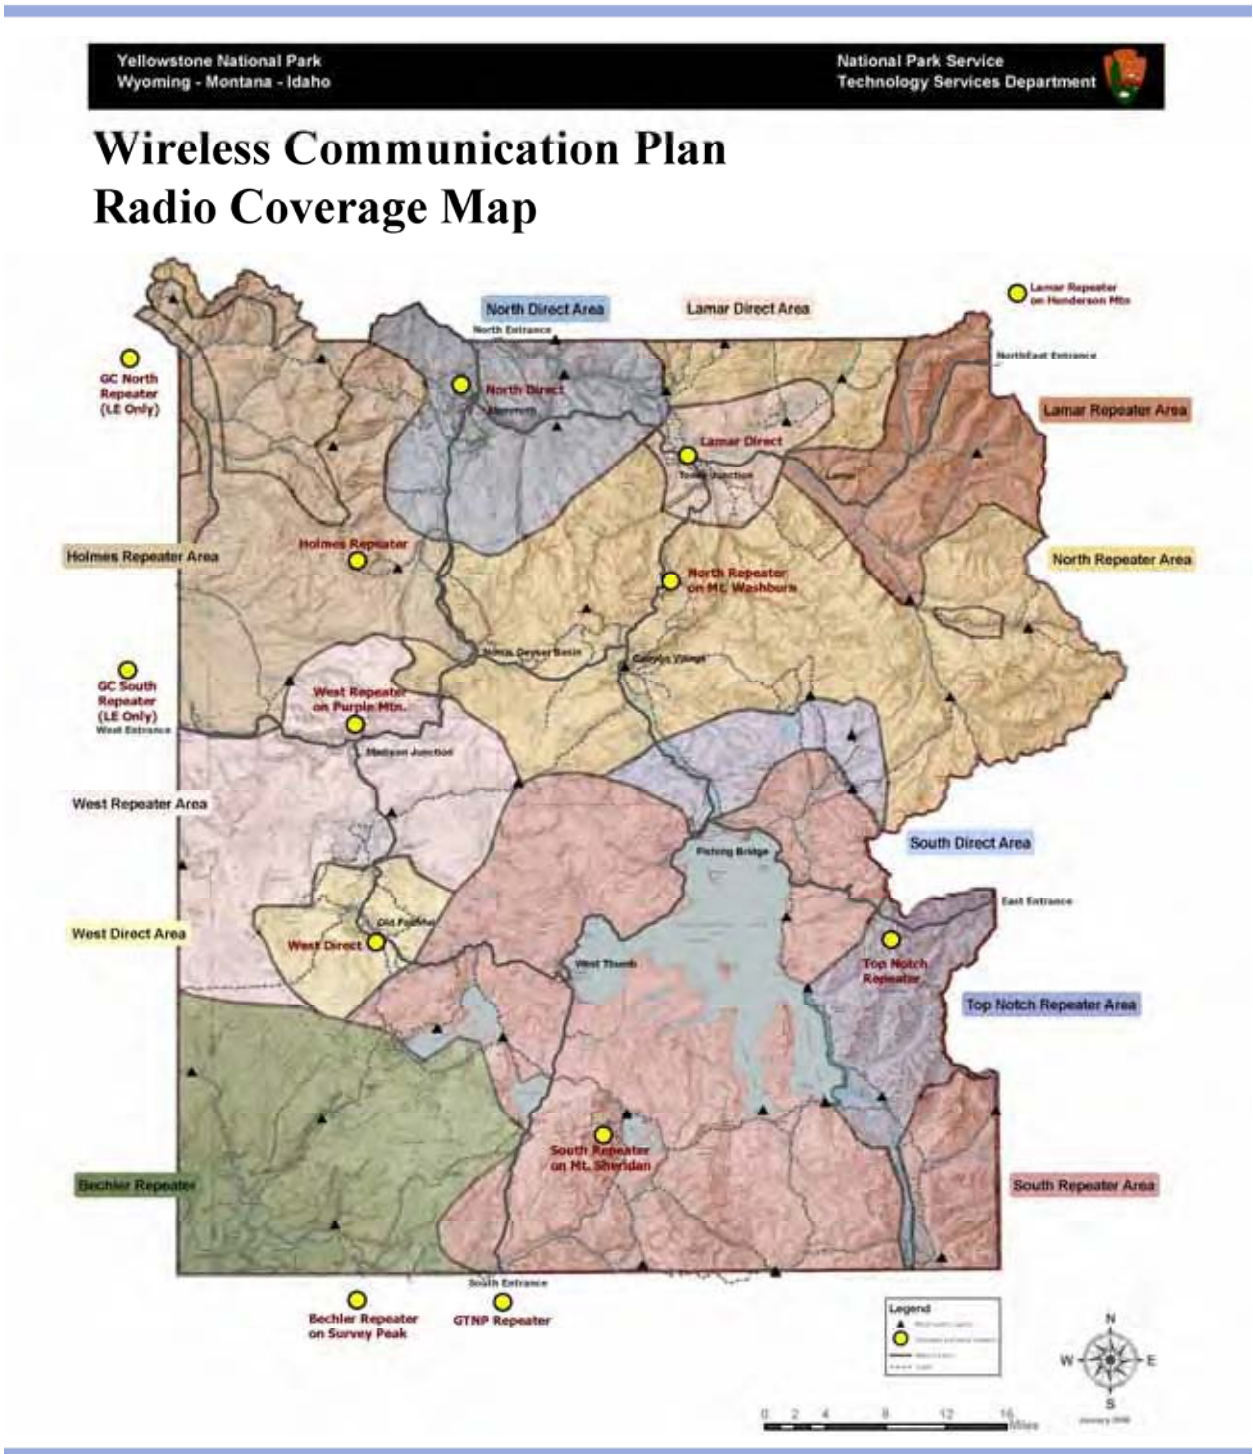 Yellowstone National Park
Wyoming - Montana - Idaho
National Park Service
Technology Services Department
Wireless Communication Plan
Radio Coverage Map
North Direct Area
Lamar Direct Area
Lamar Repeater
on Henderson Mtn
North Entrance
NorthEast Entrance
GC North
Repeater
(LE Only)
North Direct
Mammoth
Lamar Repeater Area
Lamar Direct
Tower Junction
Lamar
Holmes Repeater Area
Holmes Repeater
North Repeater Area
North Repeater
on Mt. Washburn
Norris Geyser Basin
Canyon Village
GC South
Repeater
(LE Only)
West Entrance
West Repeater
on Purple Mtn.
Madison Junction
West Repeater Area
South Direct Area
Fishing Bridge
East Entrance
West Direct Area
Old Faithful
West Direct
West Thumb
Top Notch
Repeater
Top Notch Repeater Area
South Repeater
on Mt. Sheridan
Bechler Repeater
South Repeater Area
South Entrance
Bechler Repeater
on Survey Peak
GTNP Repeater
Legend
N
W
E
S
0 2 4 8 12 16
Miles